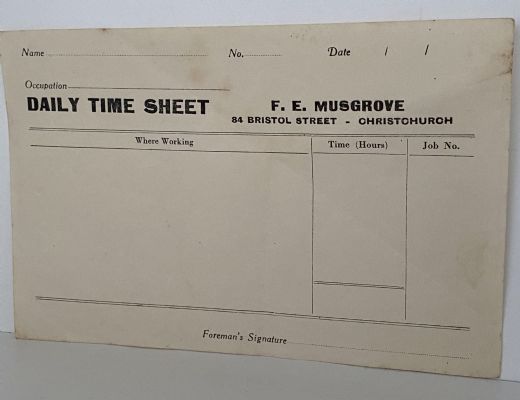 Name No. Date / /
Occupation
DAILY TIME SHEET F. E. MUSGROVE
84 BRISTOL STREET - CHRISTCHURCH
Where Working Time (Hours) Job No.
Foreman's Signature